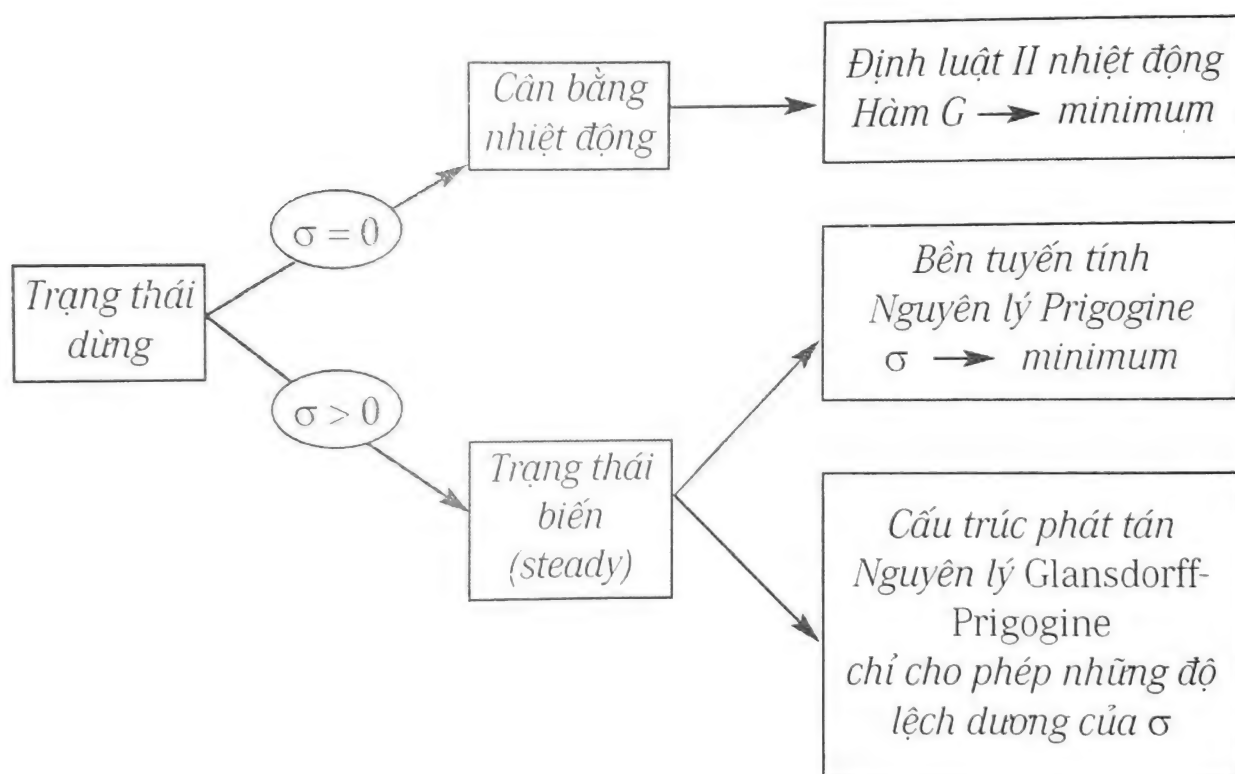 Trạng thái
dừng
σ = 0
σ > 0
Cân bằng
nhiệt động
Trạng thái
biến
(steady)
Định luật II nhiệt động
Hàm G → minimum
Bền tuyến tính
Nguyên lý Prigogine
σ → minimum
Cấu trúc phát tán
Nguyên lý Glansdorff-
Prigogine
chỉ cho phép những độ
lệch dương của σ